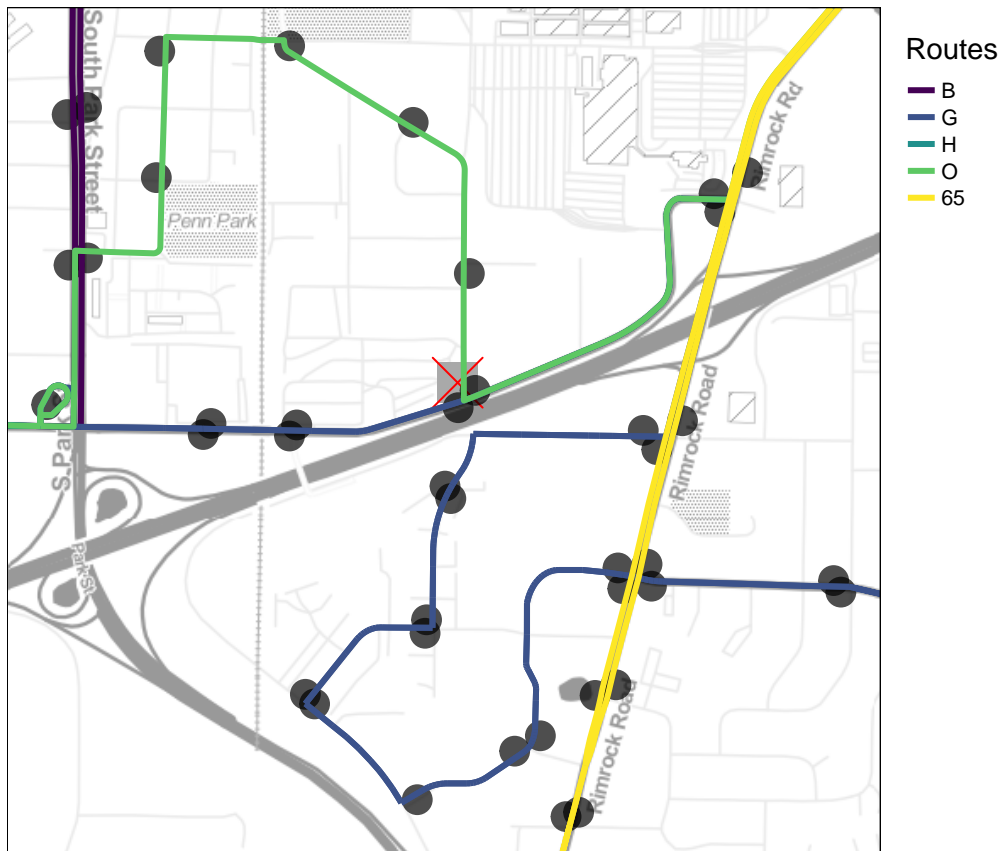 Routes
B
G
H
O
65
South Park Street
Rimrock Rd
Penn Park
S Park
Rimrock Road
Park St
Rimrock Road